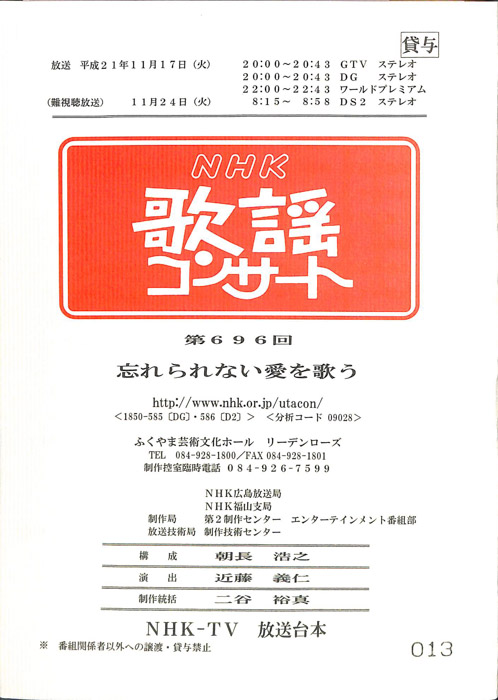 貸与
放送 平成21年11月17日（火） 20:00～20:43 GTV ステレオ
20:00～20:43 DG ステレオ
22:00～22:43 ワールドプレミアム
（難視聴放送） 11月24日（火） 8:15～ 8:58 DS2 ステレオ
NHK
歌謡
コンサート
第696回
忘れられない愛を歌う
http://www.nhk.or.jp/utacon/
＜1850-585〔DG〕・586〔D2〕＞ ＜分析コード 09028＞
ふくやま芸術文化ホール リーデンローズ
TEL 084-928-1800／FAX 084-928-1801
制作控室臨時電話 084-926-7599
NHK広島放送局
NHK福山支局
制作局 第2制作センター エンターテインメント番組部
放送技術局 制作技術センター
構成 朝長 浩之
演出 近藤 義仁
制作統括 二谷 裕真
NHK-TV 放送台本
※ 番組関係者以外への譲渡・貸与禁止
013